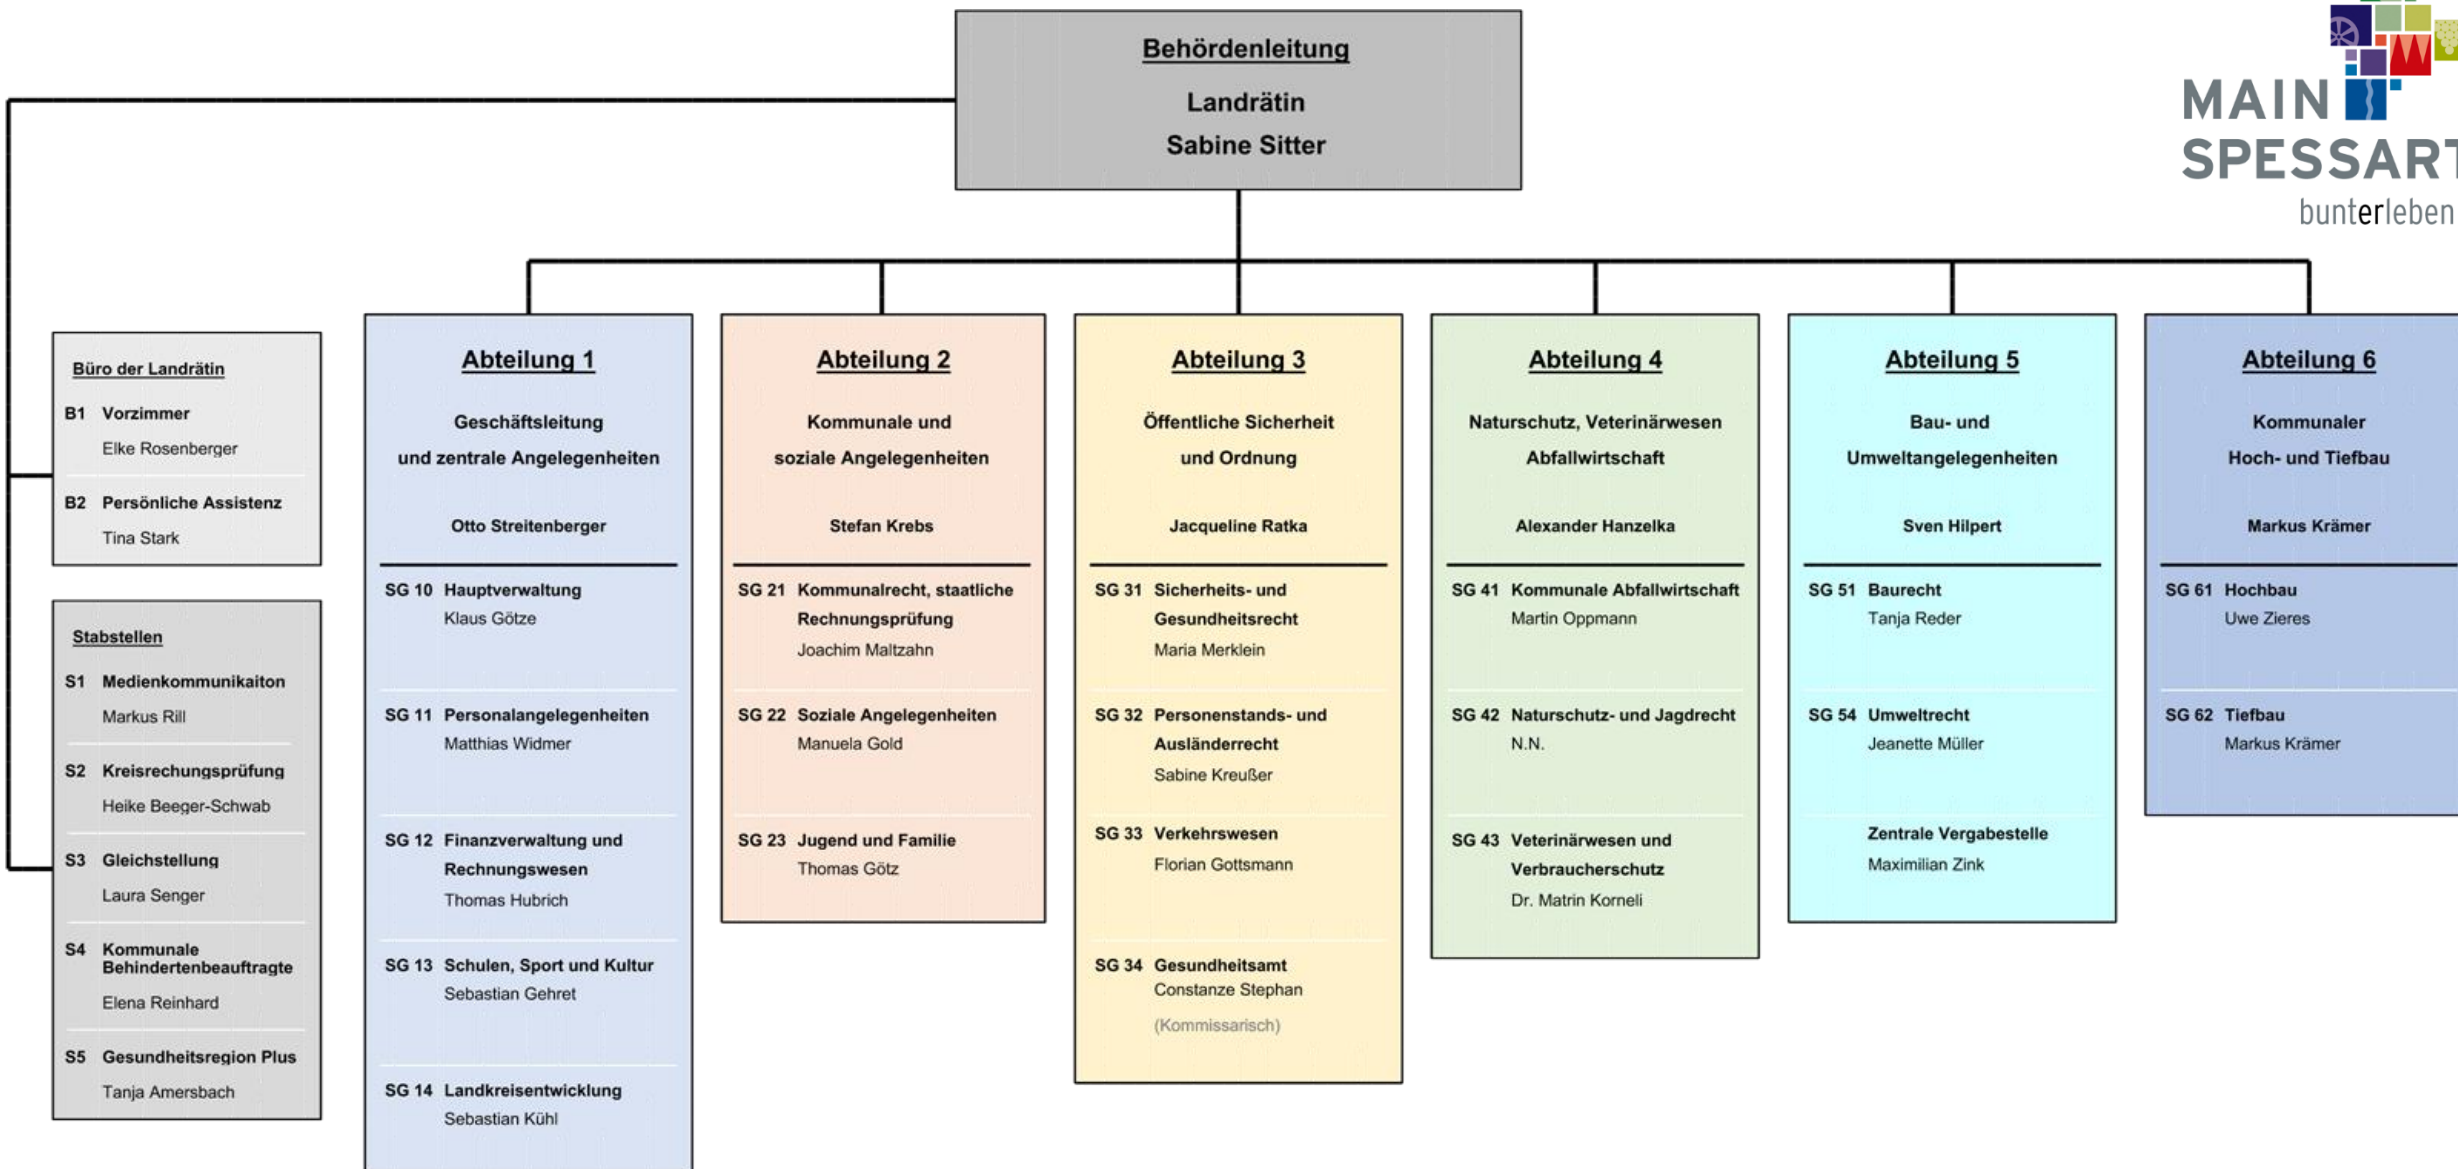 Behördenleitung
Landrätin
Sabine Sitter
MAIN
SPESSART
bunterleben
Büro der Landrätin
B1 Vorzimmer
Elke Rosenberger
B2 Persönliche Assistenz
Tina Stark
Stabstellen
S1 Medienkommunikaiton
Markus Rill
S2 Kreisrechungsprüfung
Heike Beeger-Schwab
S3 Gleichstellung
Laura Senger
S4 Kommunale
Behindertenbeauftragte
Elena Reinhard
S5 Gesundheitsregion Plus
Tanja Amersbach
Abteilung 1
Geschäftsleitung
und zentrale Angelegenheiten
Otto Streitenberger
SG 10 Hauptverwaltung
Klaus Götze
SG 11 Personalangelegenheiten
Matthias Widmer
SG 12 Finanzverwaltung und
Rechnungswesen
Thomas Hubrich
SG 13 Schulen, Sport und Kultur
Sebastian Gehret
SG 14 Landkreisentwicklung
Sebastian Kühl
Abteilung 2
Kommunale und
soziale Angelegenheiten
Stefan Krebs
SG 21 Kommunalrecht, staatliche
Rechnungsprüfung
Joachim Maltzahn
SG 22 Soziale Angelegenheiten
Manuela Gold
SG 23 Jugend und Familie
Thomas Götz
Abteilung 3
Öffentliche Sicherheit
und Ordnung
Jacqueline Ratka
SG 31 Sicherheits- und
Gesundheitsrecht
Maria Merklein
SG 32 Personenstands- und
Ausländerrecht
Sabine Kreußer
SG 33 Verkehrswesen
Florian Gottsmann
SG 34 Gesundheitsamt
Constanze Stephan
(Kommissarisch)
Abteilung 4
Naturschutz, Veterinärwesen
Abfallwirtschaft
Alexander Hanzelka
SG 41 Kommunale Abfallwirtschaft
Martin Oppmann
SG 42 Naturschutz- und Jagdrecht
N.N.
SG 43 Veterinärwesen und
Verbraucherschutz
Dr. Matrin Korneli
Abteilung 5
Bau- und
Umweltangelegenheiten
Sven Hilpert
SG 51 Baurecht
Tanja Reder
SG 54 Umweltrecht
Jeanette Müller
Zentrale Vergabestelle
Maximilian Zink
Abteilung 6
Kommunaler
Hoch- und Tiefbau
Markus Krämer
SG 61 Hochbau
Uwe Zieres
SG 62 Tiefbau
Markus Krämer